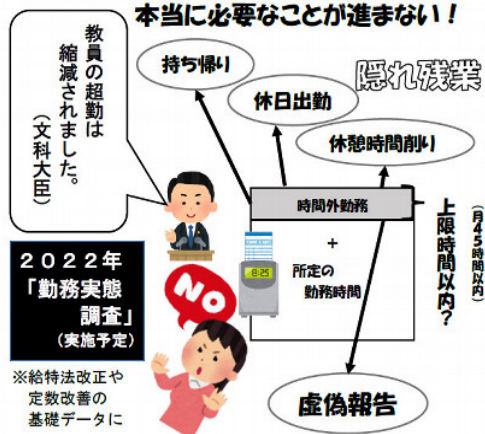 本当に必要なことが進まない！
教員の超勤は
縮減されました。
（文科大臣）
持ち帰り
休日出勤
隠れ残業
休憩時間削り
時間外勤務
+
所定の
勤務時間
上限時間以内？
（月45時間以内）
8:25
NO
２０２２年
「勤務実態
調査」
（実施予定）
※給特法改正や
定数改善の
基礎データに
虚偽報告